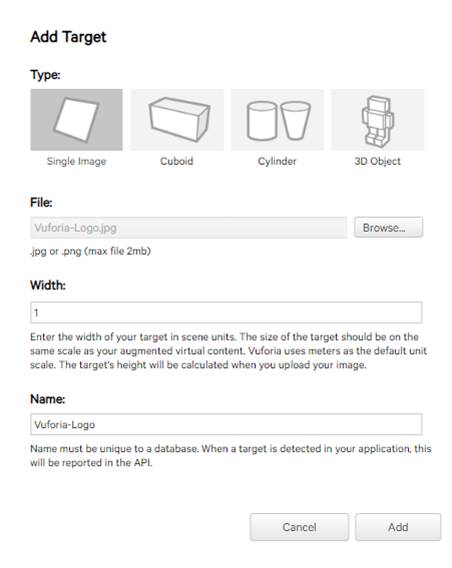 Add Target
Type:
Single Image
Cuboid
Cylinder
3D Object
File:
Vuforia-Logo.jpg
Browse...
.jpg or .png (max file 2mb)
Width:
1
Enter the width of your target in scene units. The size of the target should be on the
same scale as your augmented virtual content. Vuforia uses meters as the default unit
scale. The target's height will be calculated when you upload your image.
Name:
Vuforia-Logo
Name must be unique to a database. When a target is detected in your application, this
will be reported in the API.
Cancel
Add